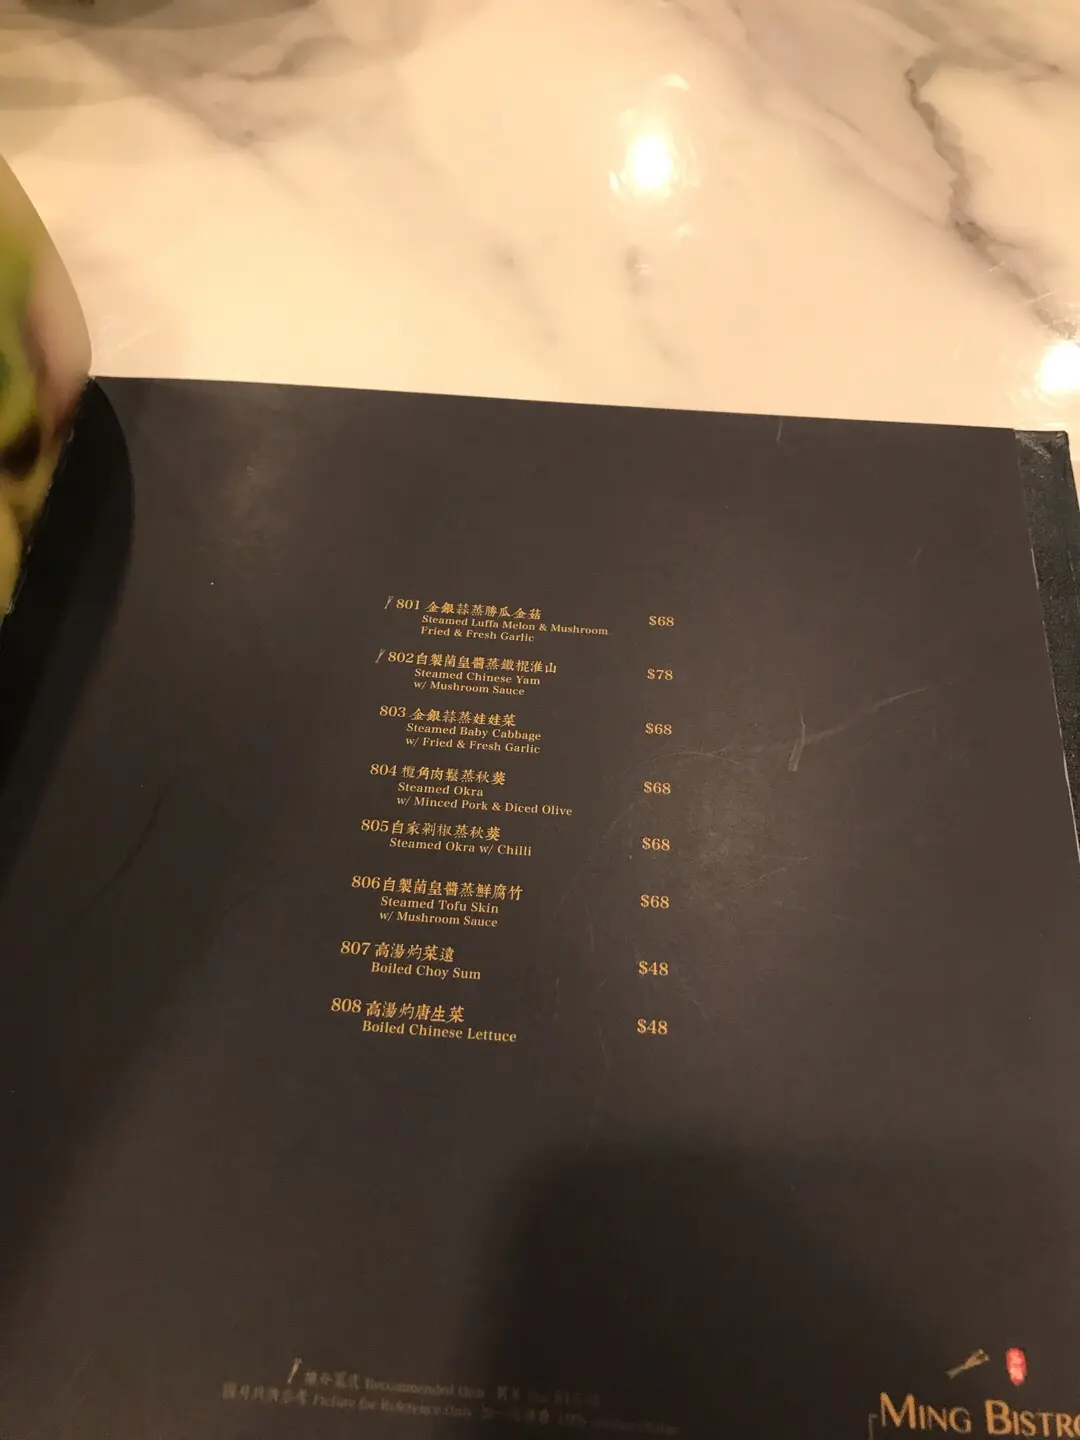 801 金銀蒜蒸勝瓜金菇 $68
Steamed Luffa Melon & Mushroom
Fried & Fresh Garlic
802 自製菌皇醬蒸鐵棍淮山 $78
Steamed Chinese Yam
w/ Mushroom Sauce
803 金銀蒜蒸娃娃菜 $68
Steamed Baby Cabbage
w/ Fried & Fresh Garlic
804 欖角肉鬆蒸秋葵 $68
Steamed Okra
w/ Minced Pork & Diced Olive
805 自家剁椒蒸秋葵 $68
Steamed Okra w/ Chilli
806 自製菌皇醬蒸鮮腐竹 $68
Steamed Tofu Skin
w/ Mushroom Sauce
807 高湯灼菜遠 $48
Boiled Choy Sum
808 高湯灼唐生菜 $48
Boiled Chinese Lettuce
Recommended Item
Picture for Reference Only
MING BISTRO